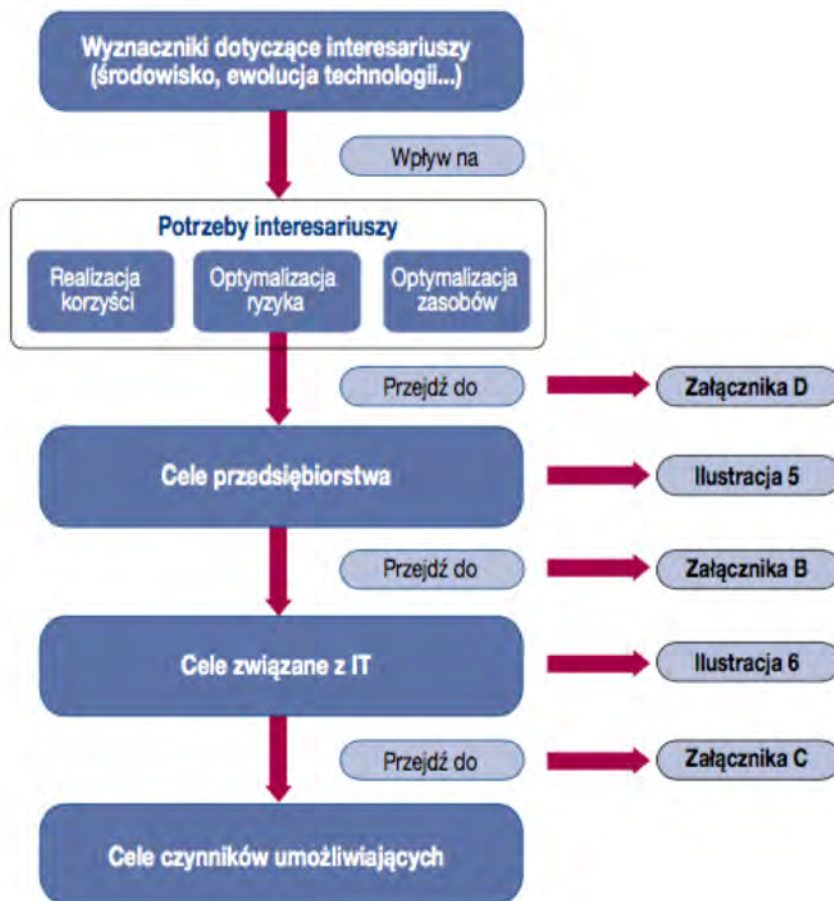 Wyznaczniki dotyczące interesariuszy
(środowisko, ewolucja technologii...)
Wpływ na
Potrzeby interesariuszy
Realizacja
korzyści
Optymalizacja
ryzyka
Optymalizacja
zasobów
Przejdź do
Załącznika D
Cele przedsiębiorstwa
Ilustracja 5
Przejdź do
Załącznika B
Cele związane z IT
Ilustracja 6
Przejdź do
Załącznika C
Cele czynników umożliwiających